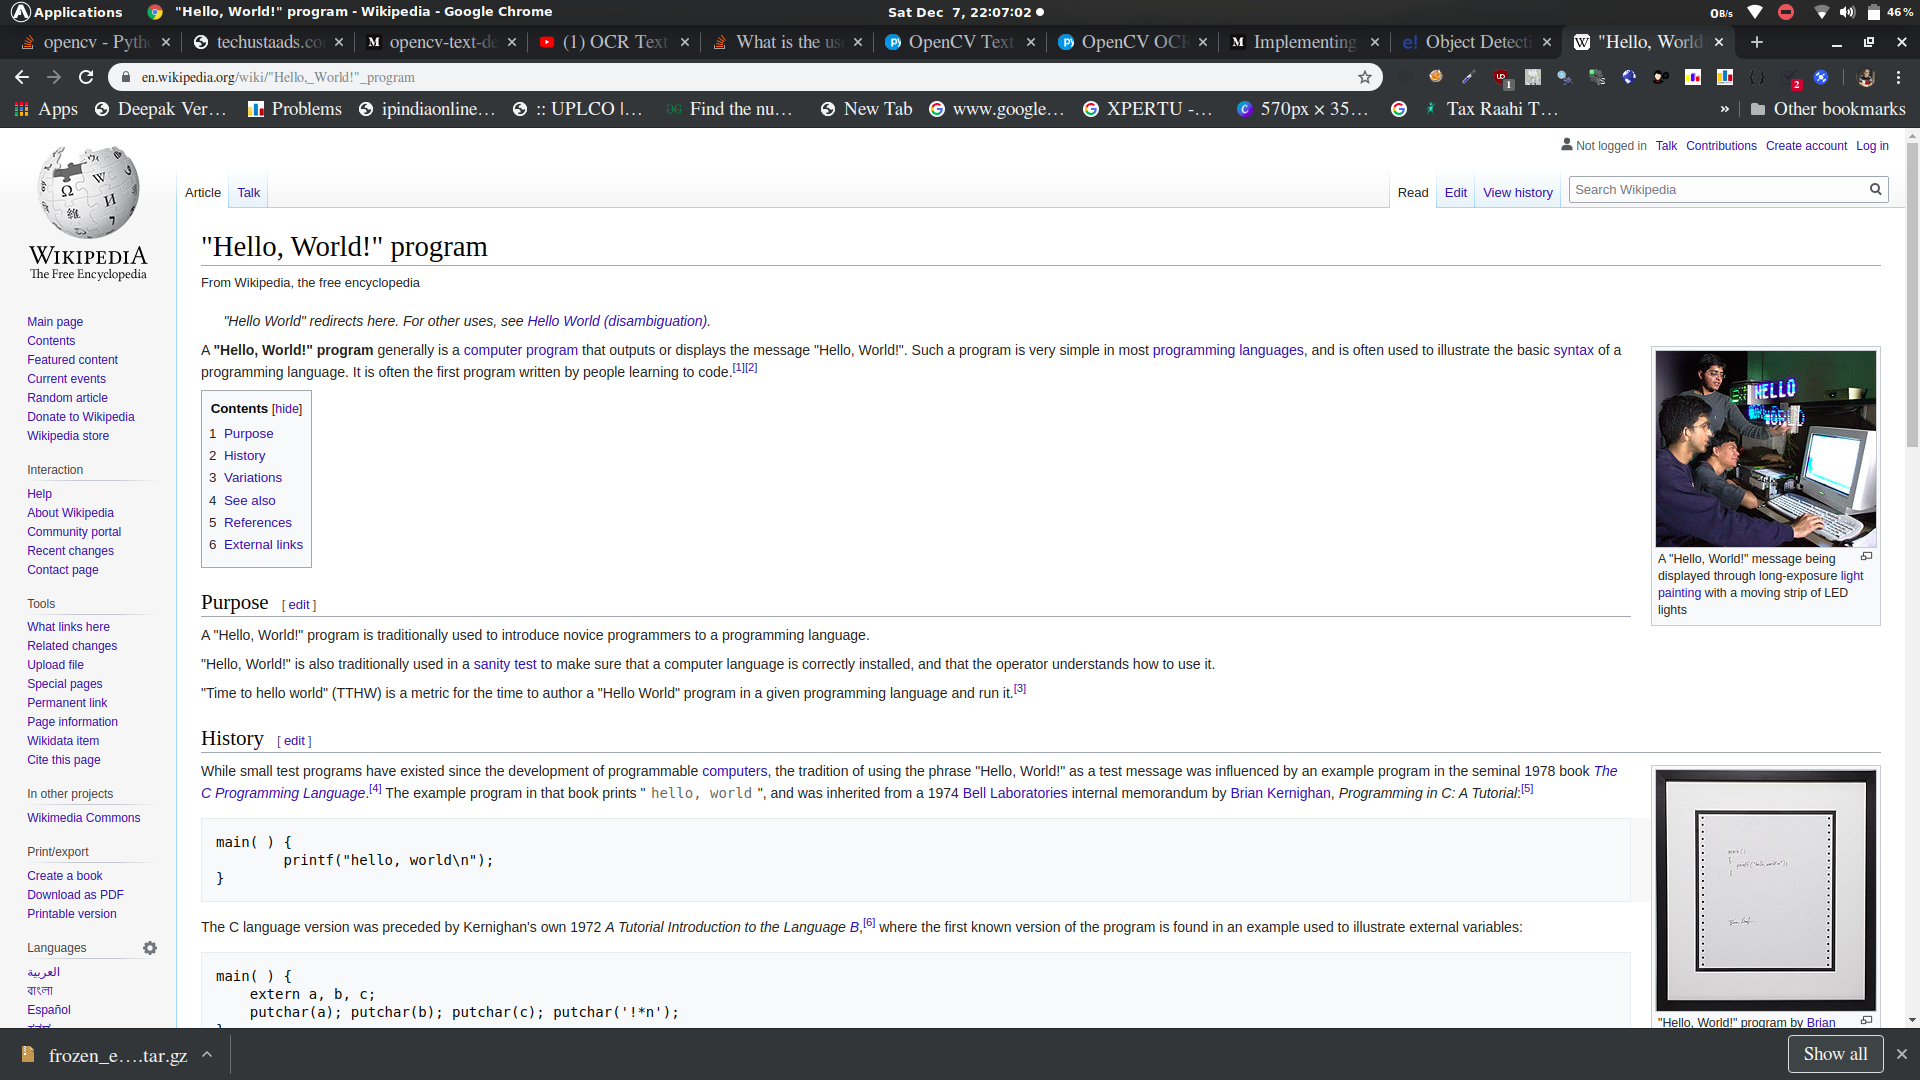 Applications
"Hello, World!" program - Wikipedia - Google Chrome
Sat Dec 7, 22:07:02
0B/s
46%
opencv - Pyth
techustaads.co
opencv-text-de
(1) OCR Text
What is the us
OpenCV Text
OpenCV OCR
Implementing
Object Detecti
"Hello, World
en.wikipedia.org/wiki/"Hello,_World!"_program
1
2
Apps
Deepak Ver…
Problems
ipindiaonline…
:: UPLCO |…
Find the nu…
New Tab
www.google…
XPERTU -…
570px × 35…
Tax Raahi T…
»
Other bookmarks
Not logged in Talk Contributions Create account Log in
WIKIPEDIA
The Free Encyclopedia
Article Talk
Read Edit View history
Search Wikipedia
Main page
Contents
Featured content
Current events
Random article
Donate to Wikipedia
Wikipedia store
Interaction
Help
About Wikipedia
Community portal
Recent changes
Contact page
Tools
What links here
Related changes
Upload file
Special pages
Permanent link
Page information
Wikidata item
Cite this page
In other projects
Wikimedia Commons
Print/export
Create a book
Download as PDF
Printable version
Languages
العربية
বাংলা
Español
"Hello, World!" program
From Wikipedia, the free encyclopedia
"Hello World" redirects here. For other uses, see Hello World (disambiguation).
A "Hello, World!" program generally is a computer program that outputs or displays the message "Hello, World!". Such a program is very simple in most programming languages, and is often used to illustrate the basic syntax of a
programming language. It is often the first program written by people learning to code.[1][2]
Contents [hide]
1 Purpose
2 History
3 Variations
4 See also
5 References
6 External links
HELLO
WORLD
A "Hello, World!" message being
displayed through long-exposure light
painting with a moving strip of LED
lights
Purpose [ edit ]
A "Hello, World!" program is traditionally used to introduce novice programmers to a programming language.
"Hello, World!" is also traditionally used in a sanity test to make sure that a computer language is correctly installed, and that the operator understands how to use it.
"Time to hello world" (TTHW) is a metric for the time to author a "Hello World" program in a given programming language and run it.[3]
History [ edit ]
While small test programs have existed since the development of programmable computers, the tradition of using the phrase "Hello, World!" as a test message was influenced by an example program in the seminal 1978 book The
C Programming Language.[4] The example program in that book prints " hello, world ", and was inherited from a 1974 Bell Laboratories internal memorandum by Brian Kernighan, Programming in C: A Tutorial:[5]
main( ) {
printf("hello, world\n");
}
The C language version was preceded by Kernighan's own 1972 A Tutorial Introduction to the Language B,[6] where the first known version of the program is found in an example used to illustrate external variables:
main( ) {
extern a, b, c;
putchar(a); putchar(b); putchar(c); putchar('!*n');
"Hello, World!" program by Brian
frozen_e….tar.gz
Show all